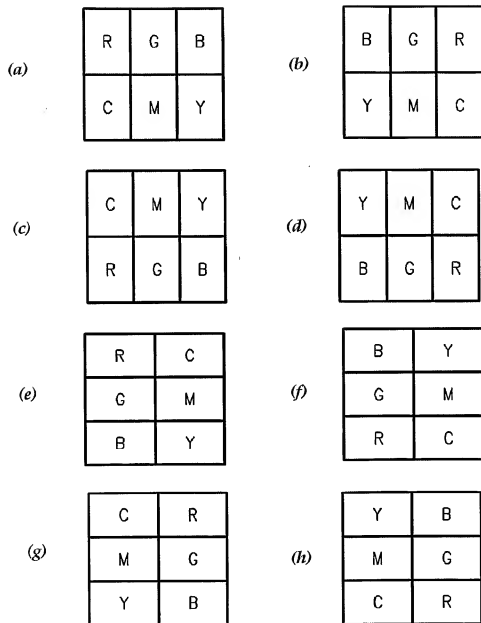 (a) R G B
C M Y
(b) B G R
Y M C
(c) C M Y
R G B
(d) Y M C
B G R
(e) R C
G M
B Y
(f) B Y
G M
R C
(g) C R
M G
Y B
(h) Y B
M G
C R